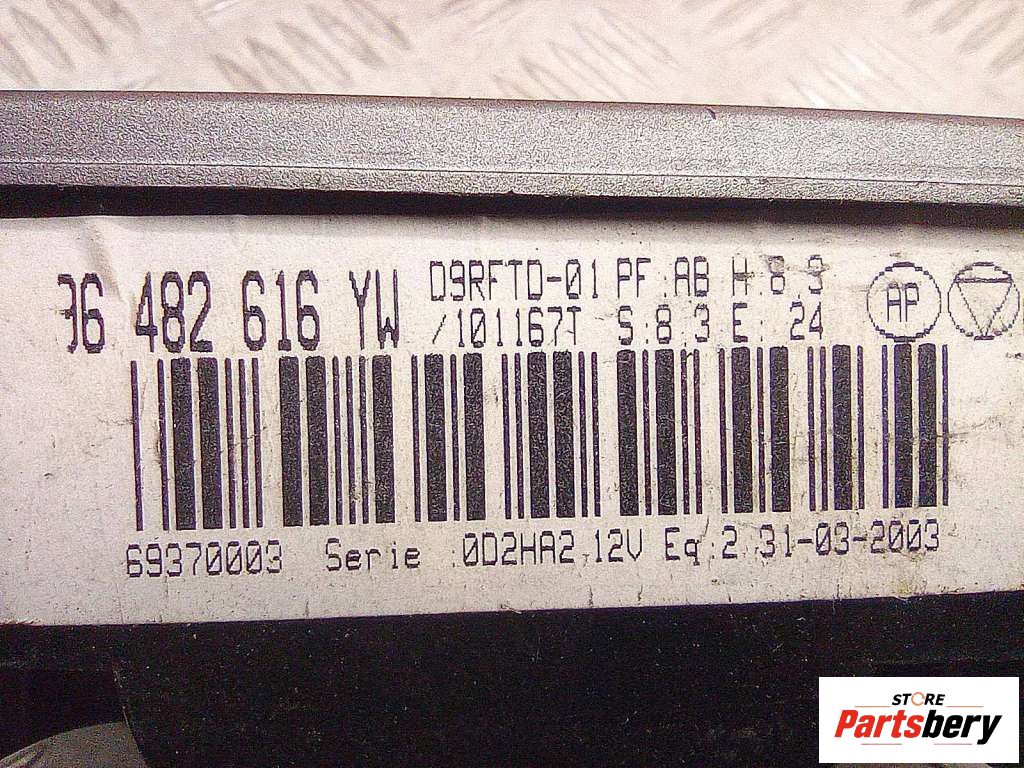 96 482 616 YW D9RFTD-01 PF:AB H:8,3
/101167T S:8,3 E: 24 AP
69370003 Serie :0D2HA2 12V Eq:2 31-03-2003
STORE
Partsbery